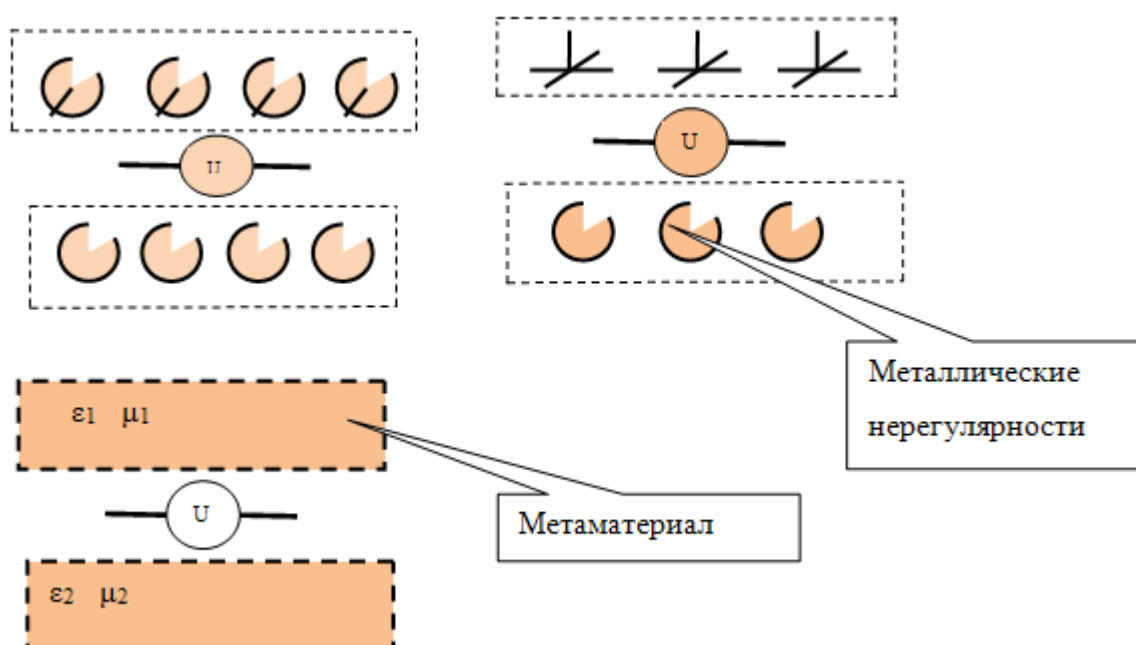 U
U
Металлические
нерегулярности
ε1 μ1
U
Метаматериал
ε2 μ2